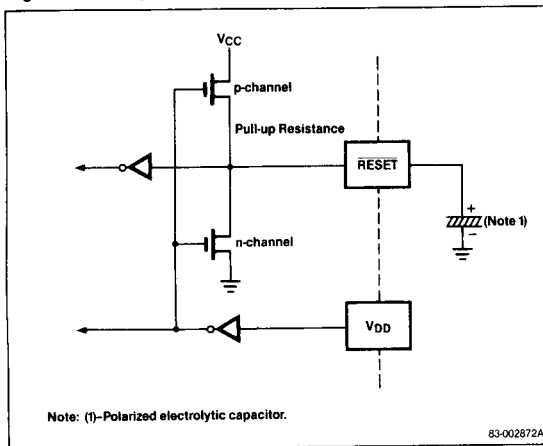 VCC
p-channel
Pull-up Resistance
RESET
+
(Note 1)
−
n-channel
VDD
Note: (1)–Polarized electrolytic capacitor.
83-002872A